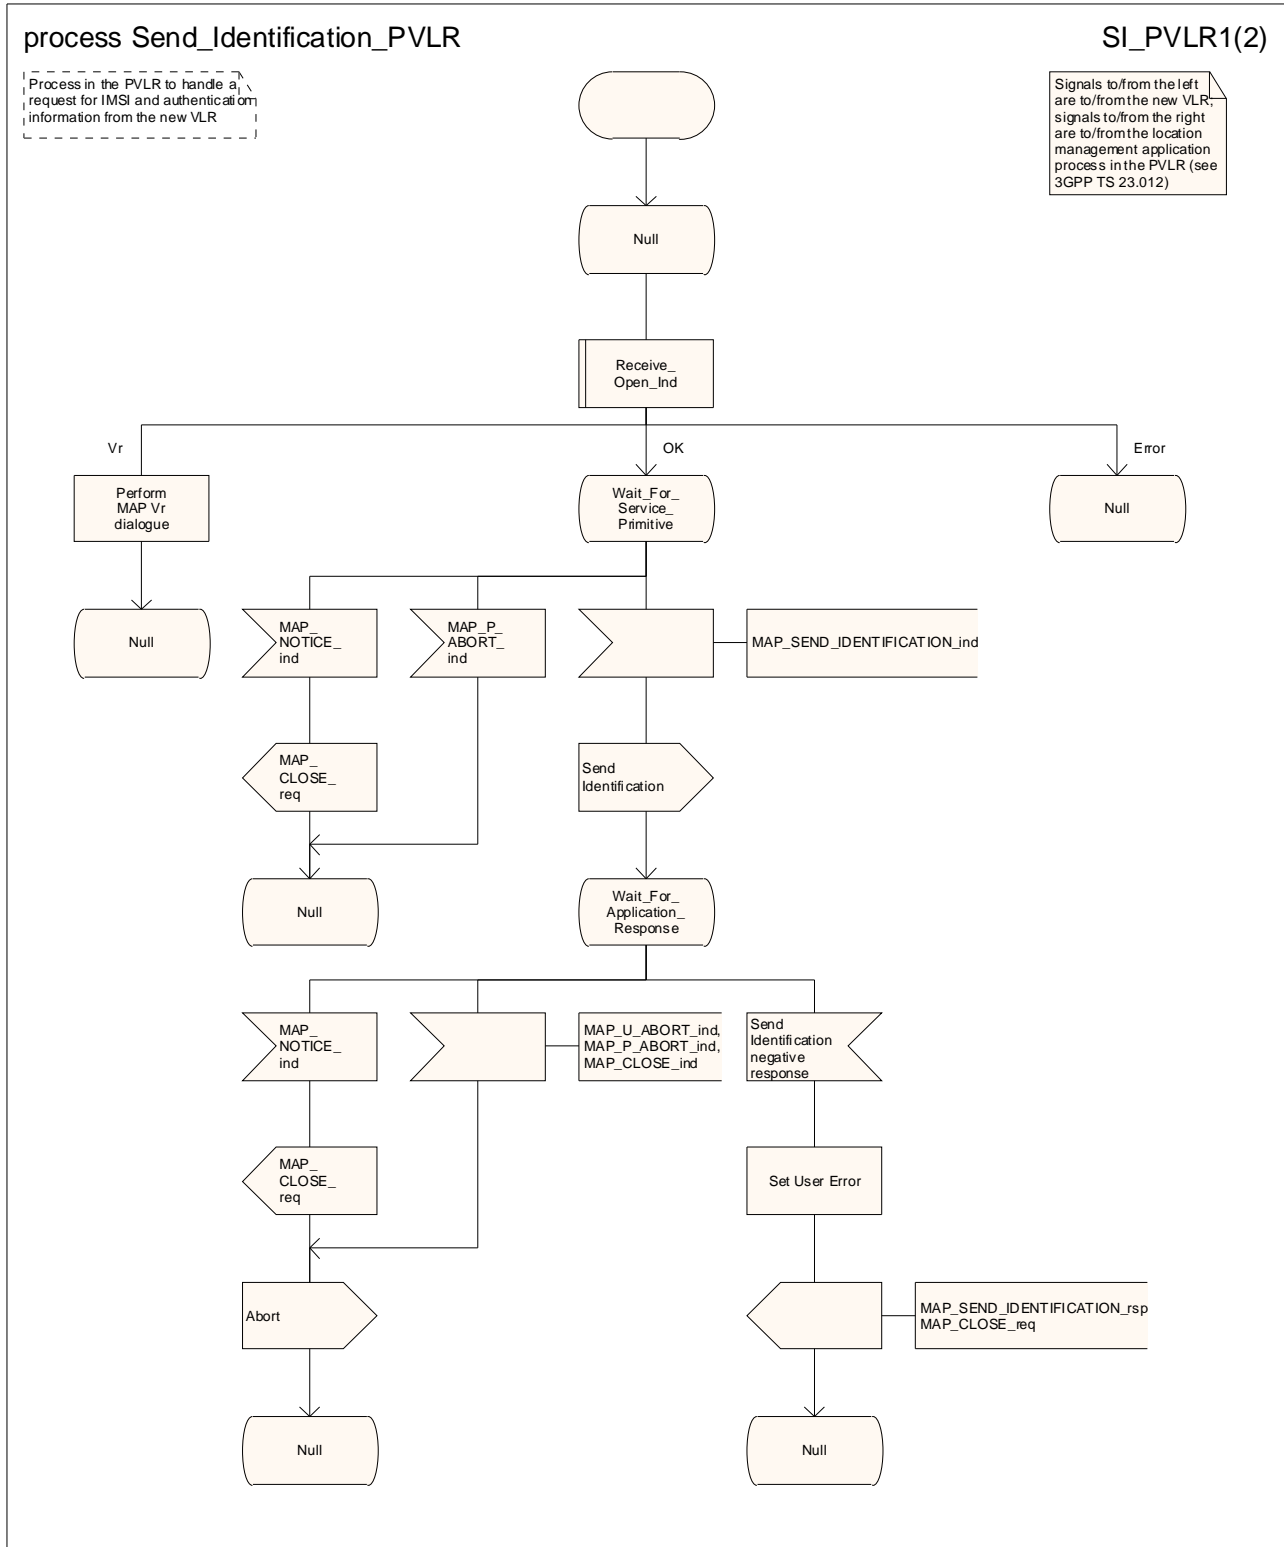 process Send_Identification_PVLR
SI_PVLR1(2)
Process in the PVLR to handle a
request for IMSI and authentication
information from the new VLR
Signals to/from the left
are to/from the new VLR;
signals to/from the right
are to/from the location
management application
process in the PVLR (see
3GPP TS 23.012)
Null
Receive_
Open_Ind
Vr
OK
Error
Perform
MAP Vr
dialogue
Wait_For_
Service_
Primitive
Null
Null
MAP_
NOTICE_
ind
MAP_P_
ABORT_
ind
MAP_SEND_IDENTIFICATION_ind
MAP_
CLOSE_
req
Send
Identification
Null
Wait_For_
Application_
Response
MAP_
NOTICE_
ind
MAP_U_ABORT_ind,
MAP_P_ABORT_ind,
MAP_CLOSE_ind
Send
Identification
negative
response
MAP_
CLOSE_
req
Set User Error
Abort
MAP_SEND_IDENTIFICATION_rsp
MAP_CLOSE_req
Null
Null